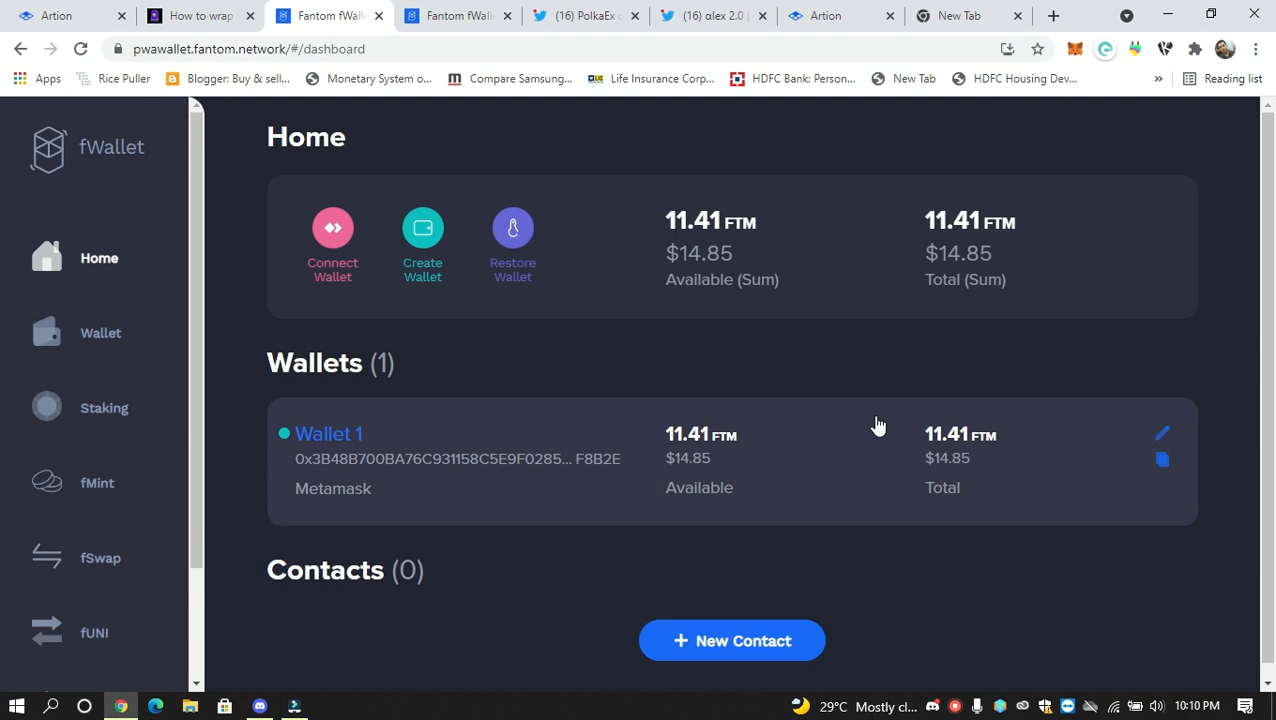 Artion
How to wrap
Fantom fWalle
Fantom fWalle
(16) PolkaEx c
(16) αlex 2.0
Artion
New Tab
pwawallet.fantom.network/#/dashboard
Apps
Rice Puller
Blogger: Buy & sell...
Monetary System o...
Compare Samsung...
Life Insurance Corp...
HDFC Bank: Person...
New Tab
HDFC Housing Dev...
»
Reading list
fWallet
Home
Wallet
Staking
fMint
fSwap
fUNI
Home
Connect Wallet
Create Wallet
Restore Wallet
11.41 FTM
$14.85
Available (Sum)
11.41 FTM
$14.85
Total (Sum)
Wallets (1)
Wallet 1
0x3B48B700BA76C931158C5E9F0285... F8B2E
Metamask
11.41 FTM
$14.85
Available
11.41 FTM
$14.85
Total
Contacts (0)
+ New Contact
29°C Mostly cl...
10:10 PM